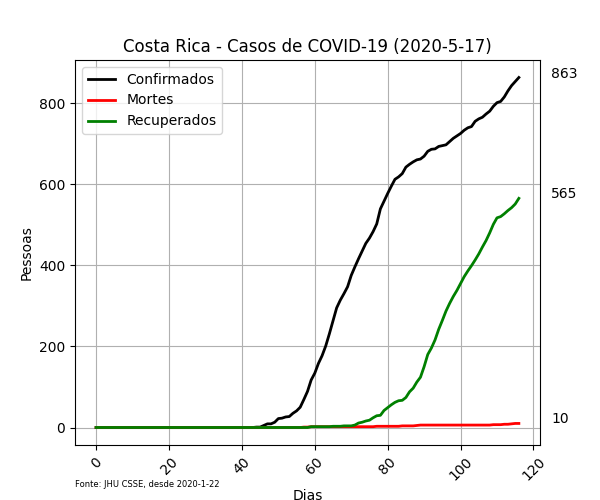 Costa Rica - Casos de COVID-19 (2020-5-17)
Confirmados
Mortes
Recuperados
863
565
10
Pessoas
800
600
400
200
0
0
20
40
60
80
100
120
Fonte: JHU CSSE, desde 2020-1-22
Dias